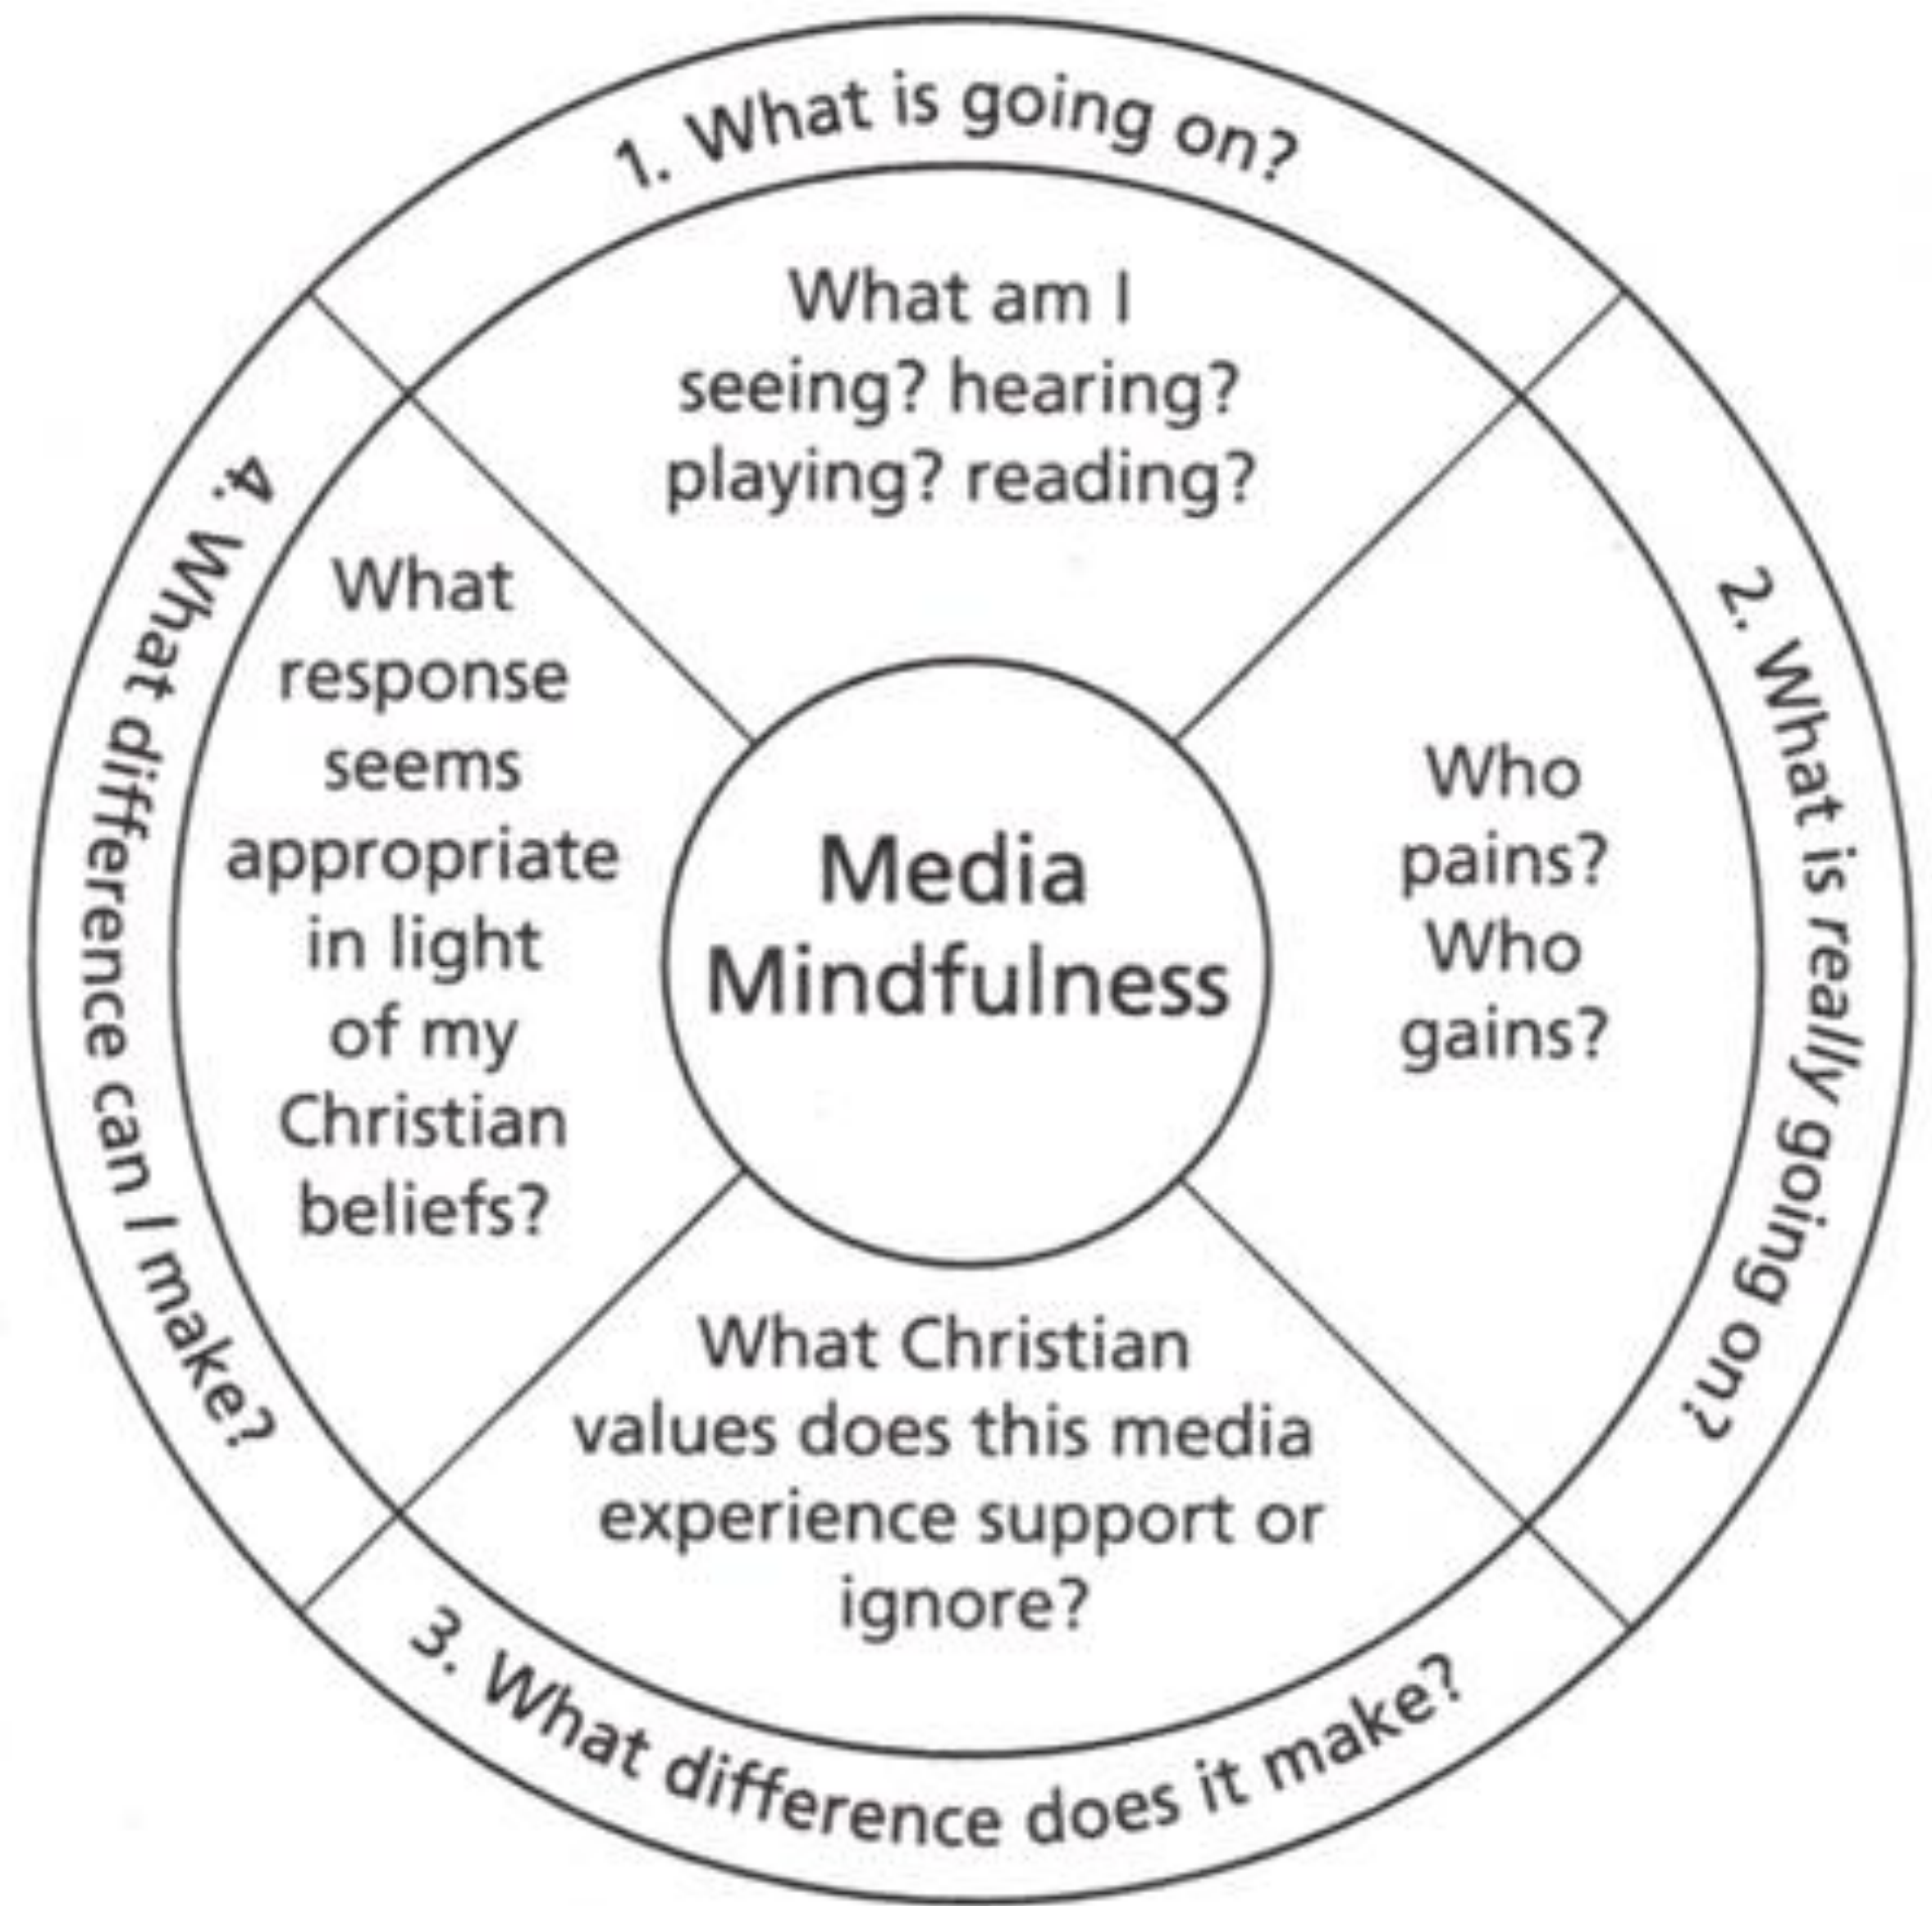 1. What is going on?
What am I
seeing? hearing?
playing? reading?
2. What is really going on?
Who
pains?
Who
gains?
3. What difference does it make?
What Christian
values does this media
experience support or
ignore?
4. What difference can I make?
What
response
seems
appropriate
in light
of my
Christian
beliefs?
Media
Mindfulness